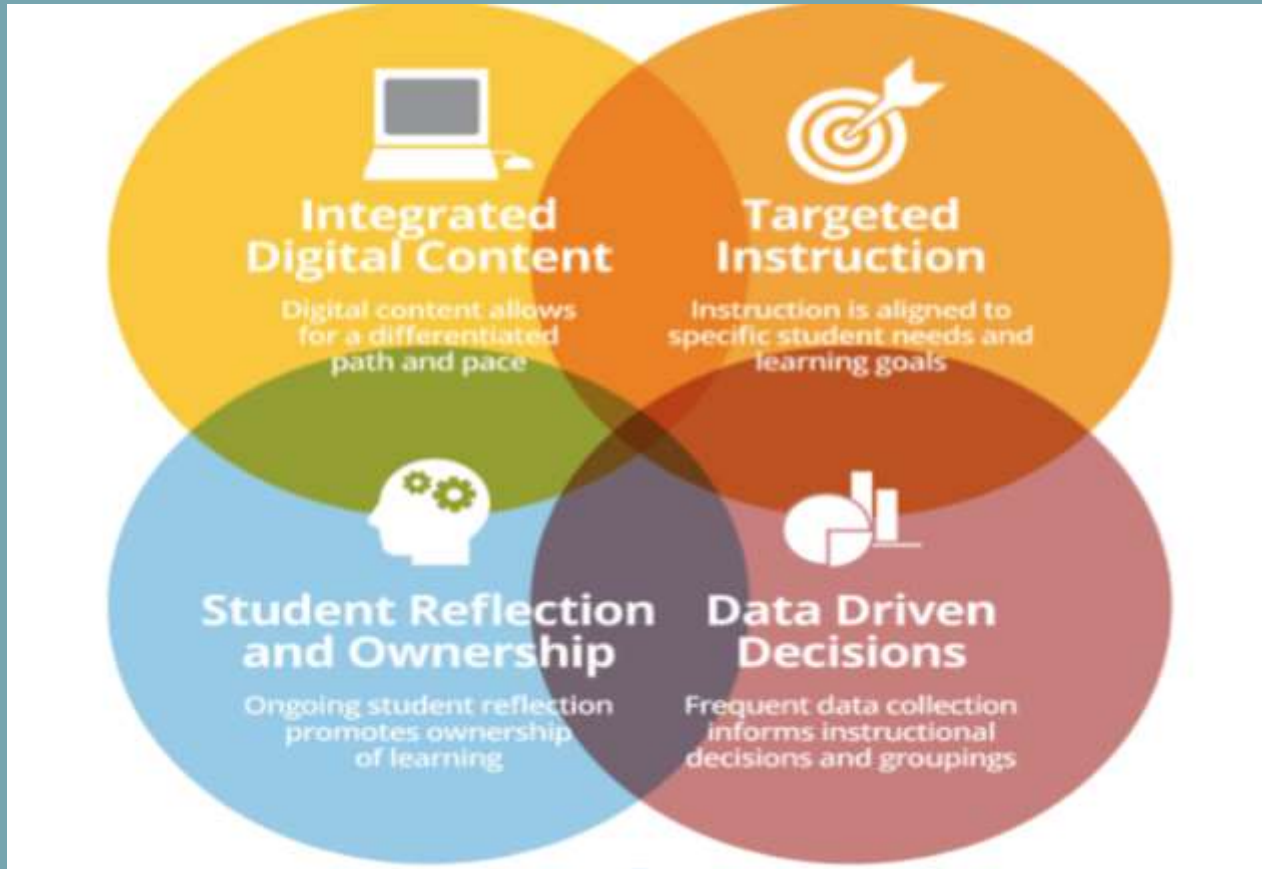 Integrated
Digital Content
Digital content allows
for a differentiated
path and pace
Targeted
Instruction
Instruction is aligned to
specific student needs and
learning goals
Student Reflection
and Ownership
Ongoing student reflection
promotes ownership
of learning
Data Driven
Decisions
Frequent data collection
informs instructional
decisions and groupings